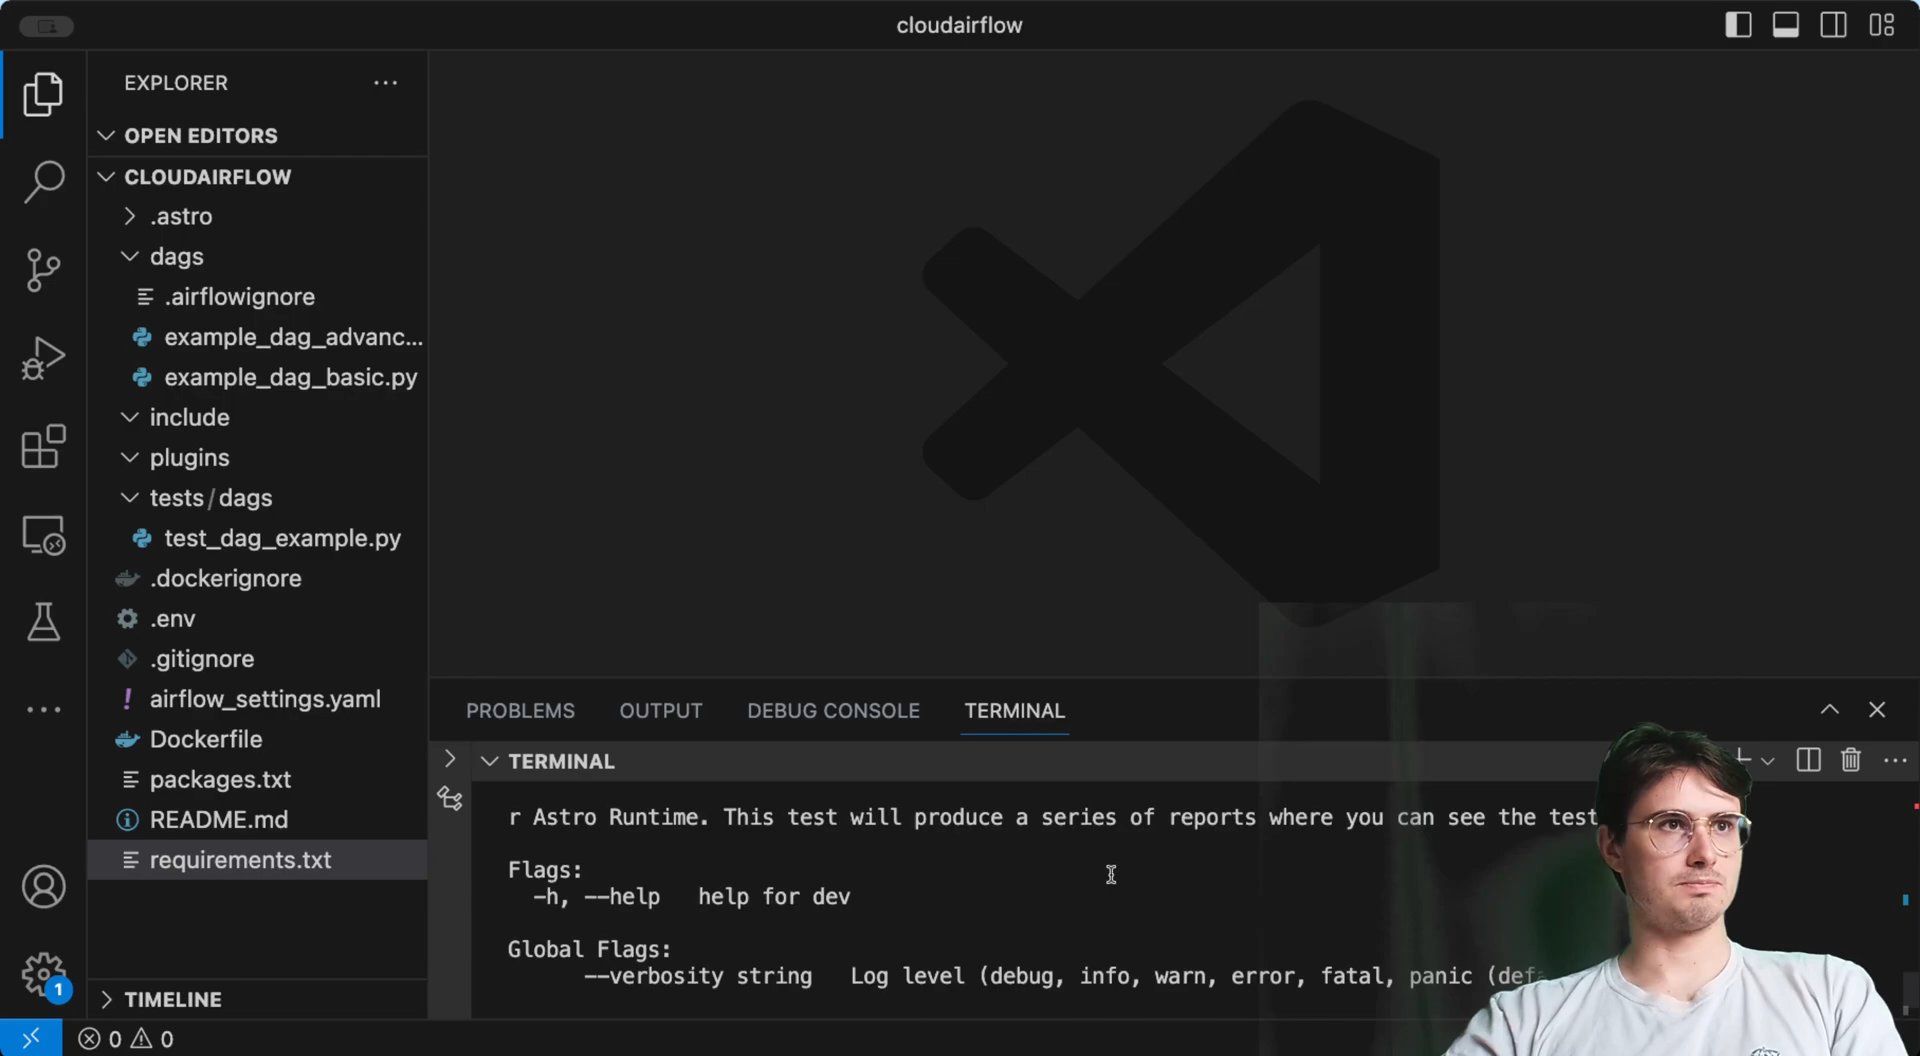 cloudairflow
EXPLORER
OPEN EDITORS
CLOUDAIRFLOW
.astro
dags
.airflowignore
example_dag_advanc...
example_dag_basic.py
include
plugins
tests/dags
test_dag_example.py
.dockerignore
.env
.gitignore
airflow_settings.yaml
Dockerfile
packages.txt
README.md
requirements.txt
TIMELINE
1
0 0
PROBLEMS OUTPUT DEBUG CONSOLE TERMINAL
TERMINAL
r Astro Runtime. This test will produce a series of reports where you can see the test
Flags:
-h, --help help for dev
Global Flags:
--verbosity string Log level (debug, info, warn, error, fatal, panic (defa